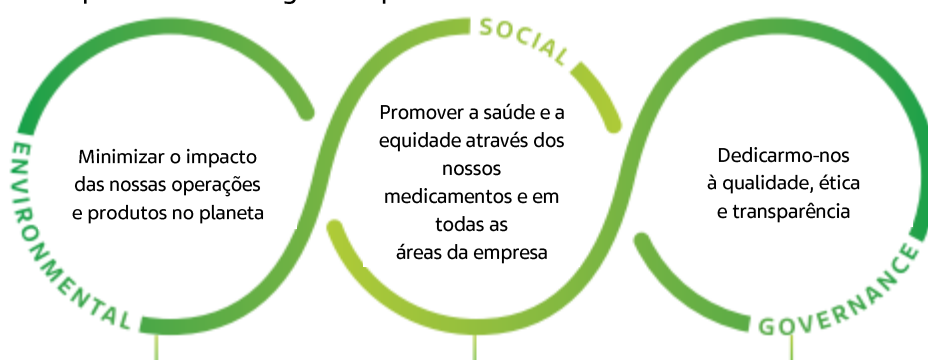 ENVIRONMENTAL
Minimizar o impacto
das nossas operações
e produtos no planeta
SOCIAL
Promover a saúde e a
equidade através dos
nossos
medicamentos e em
todas as
áreas da empresa
GOVERNANCE
Dedicarmo-nos
à qualidade, ética
e transparência